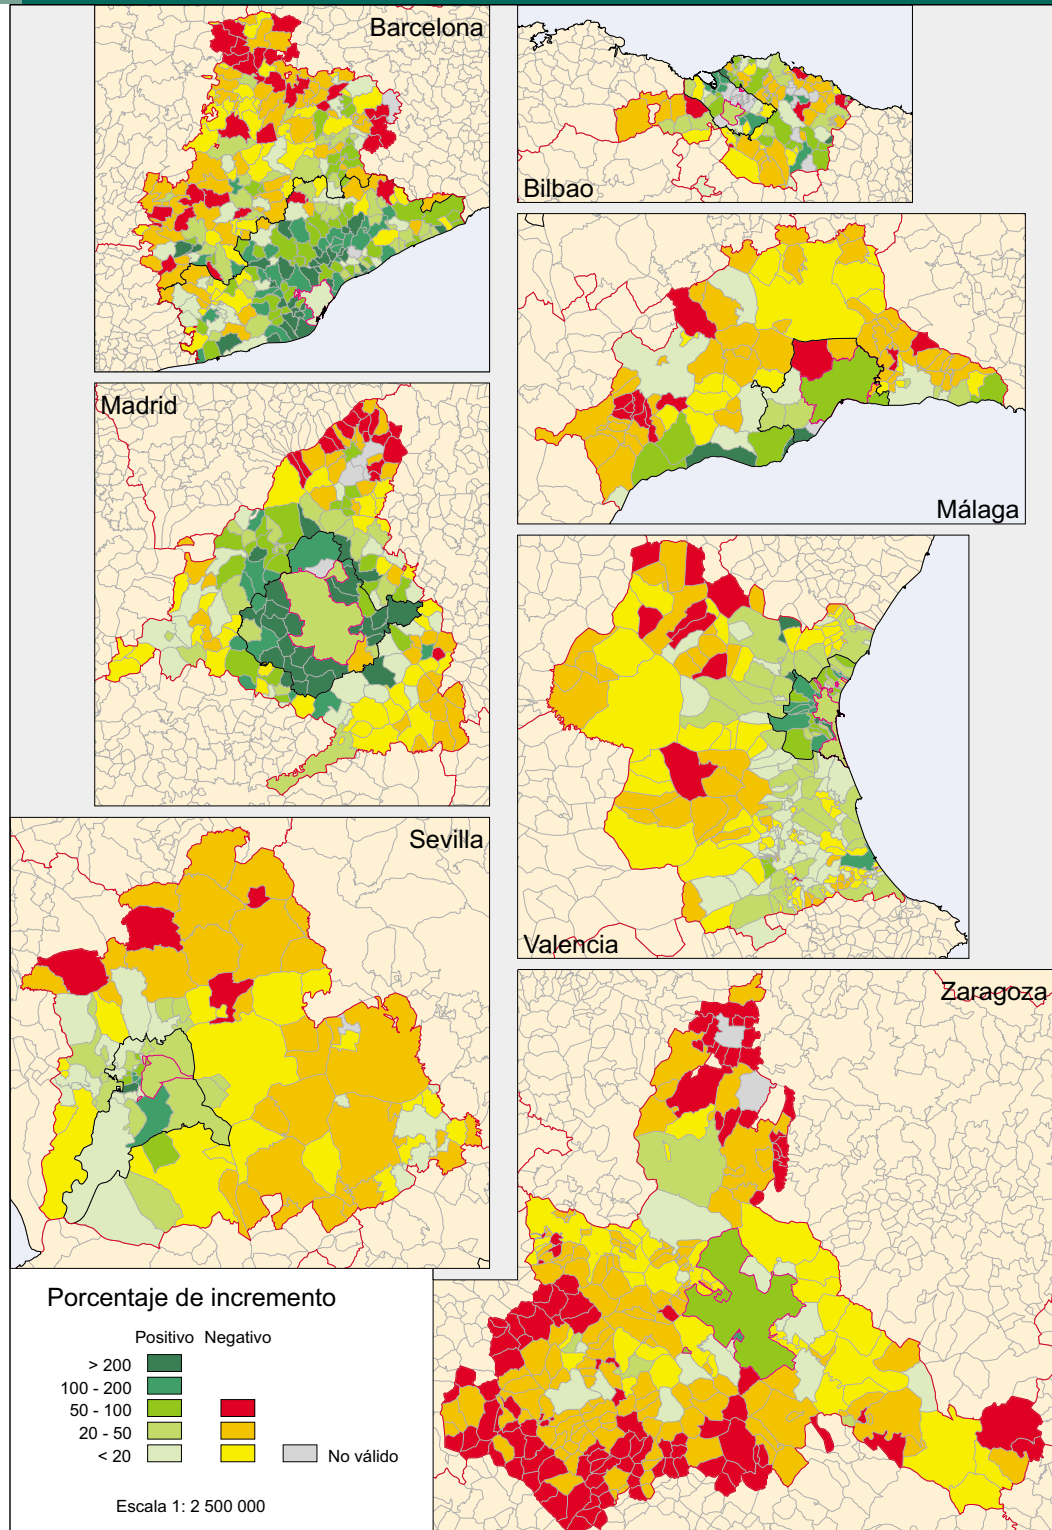 Barcelona
Bilbao
Madrid
Málaga
Sevilla
Valencia
Zaragoza
Porcentaje de incremento
Positivo Negativo
> 200
100 - 200
50 - 100
20 - 50
< 20
No válido
Escala 1: 2 500 000